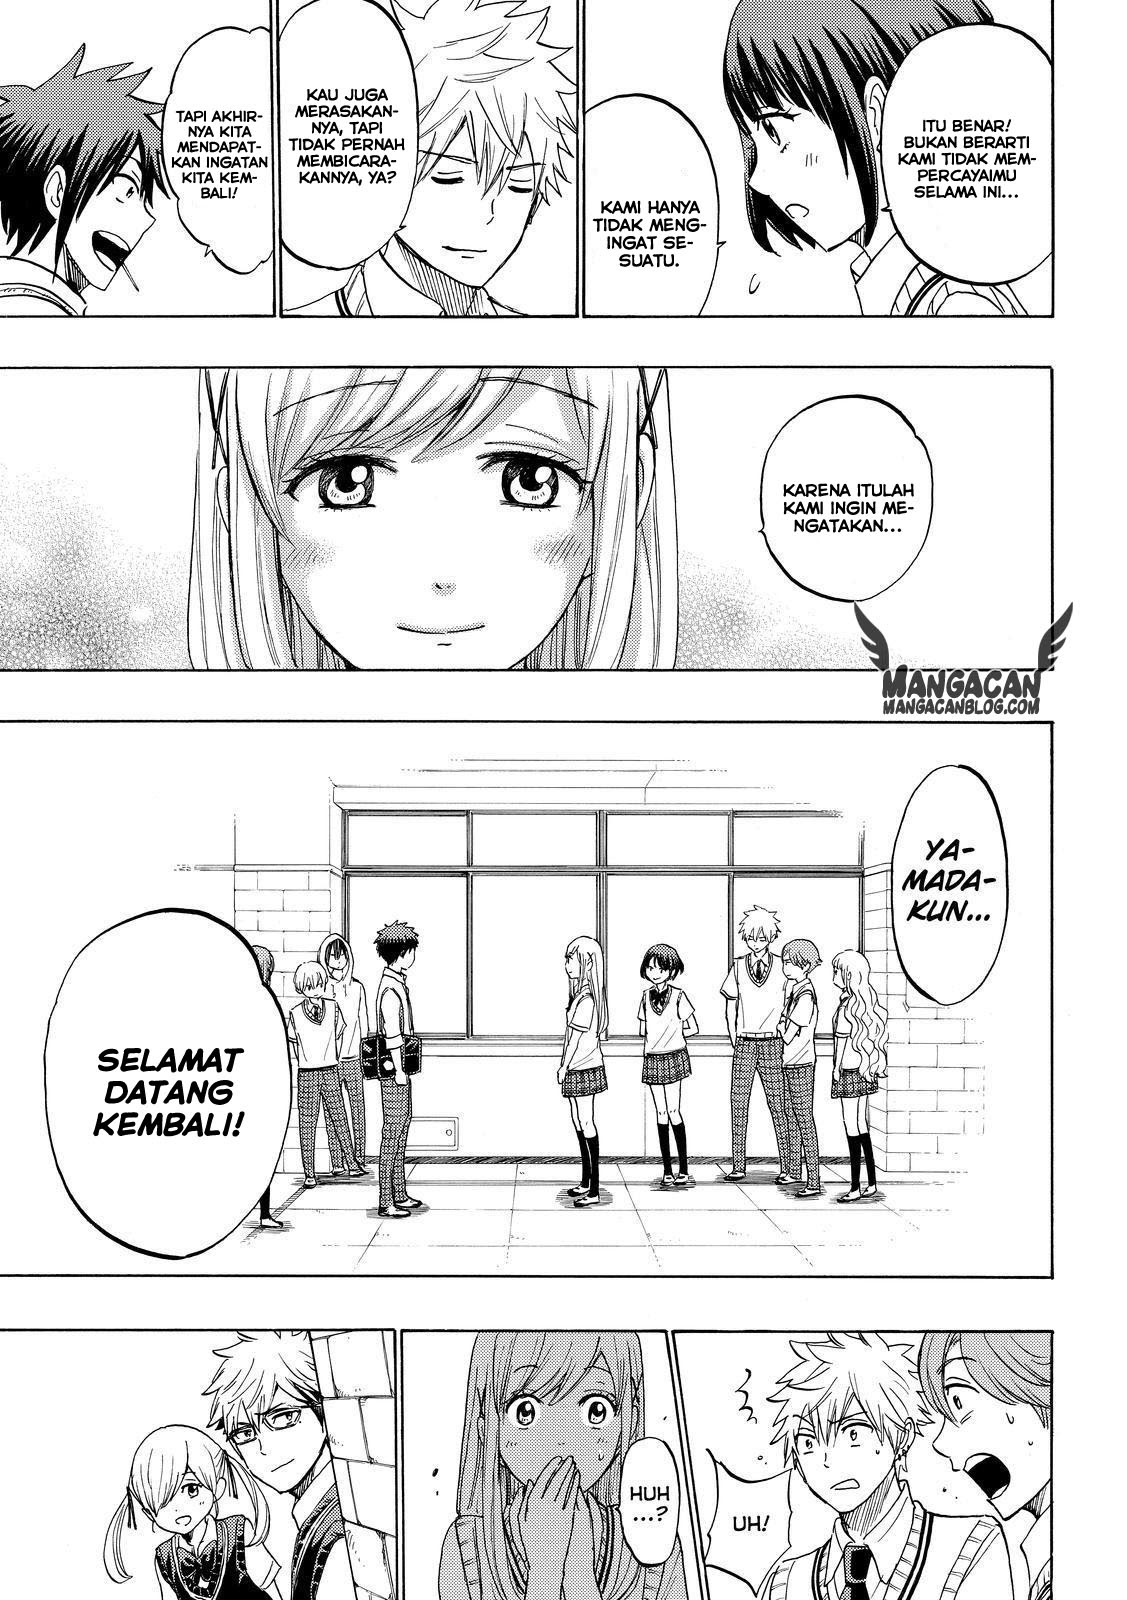 ITU BENAR!
BUKAN BERARTI
KAMI TIDAK MEM-
PERCAYAIMU
SELAMA INI...
KAMI HANYA
TIDAK MENG-
INGAT SE-
SUATU.
KAU JUGA
MERASAKAN-
NYA, TAPI
TIDAK PERNAH
MEMBICARA-
KANNYA, YA?
TAPI AKHIR-
NYA KITA
MENDAPAT-
KAN INGATAN
KITA KEM-
BALI!
KARENA ITULAH
KAMI INGIN ME-
NGATAKAN...
MANGACAN
MANGACANBLOG.COM
YA-
MADA-
KUN...
SELAMAT
DATANG
KEMBALI!
UH!
HUH
...?